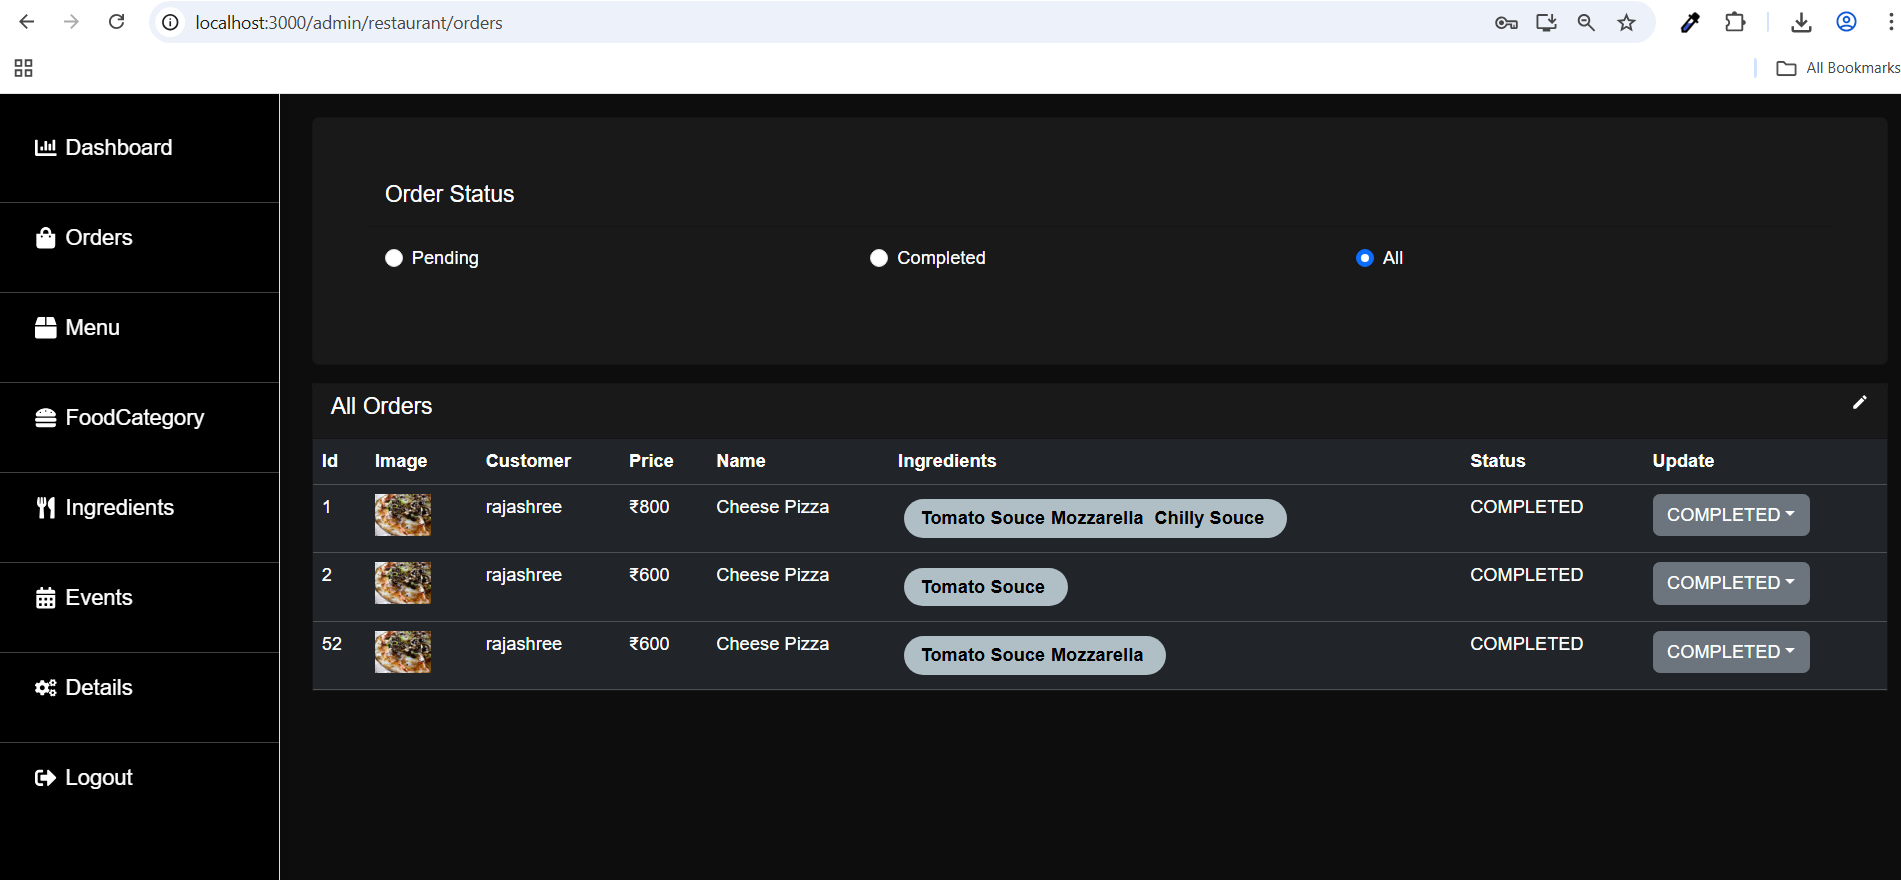 localhost:3000/admin/restaurant/orders
All Bookmarks
Dashboard
Orders
Menu
FoodCategory
Ingredients
Events
Details
Logout
Order Status
Pending Completed All
All Orders
Id Image Customer Price Name Ingredients Status Update
1 rajashree ₹800 Cheese Pizza Tomato Souce Mozzarella Chilly Souce COMPLETED COMPLETED
2 rajashree ₹600 Cheese Pizza Tomato Souce COMPLETED COMPLETED
52 rajashree ₹600 Cheese Pizza Tomato Souce Mozzarella COMPLETED COMPLETED